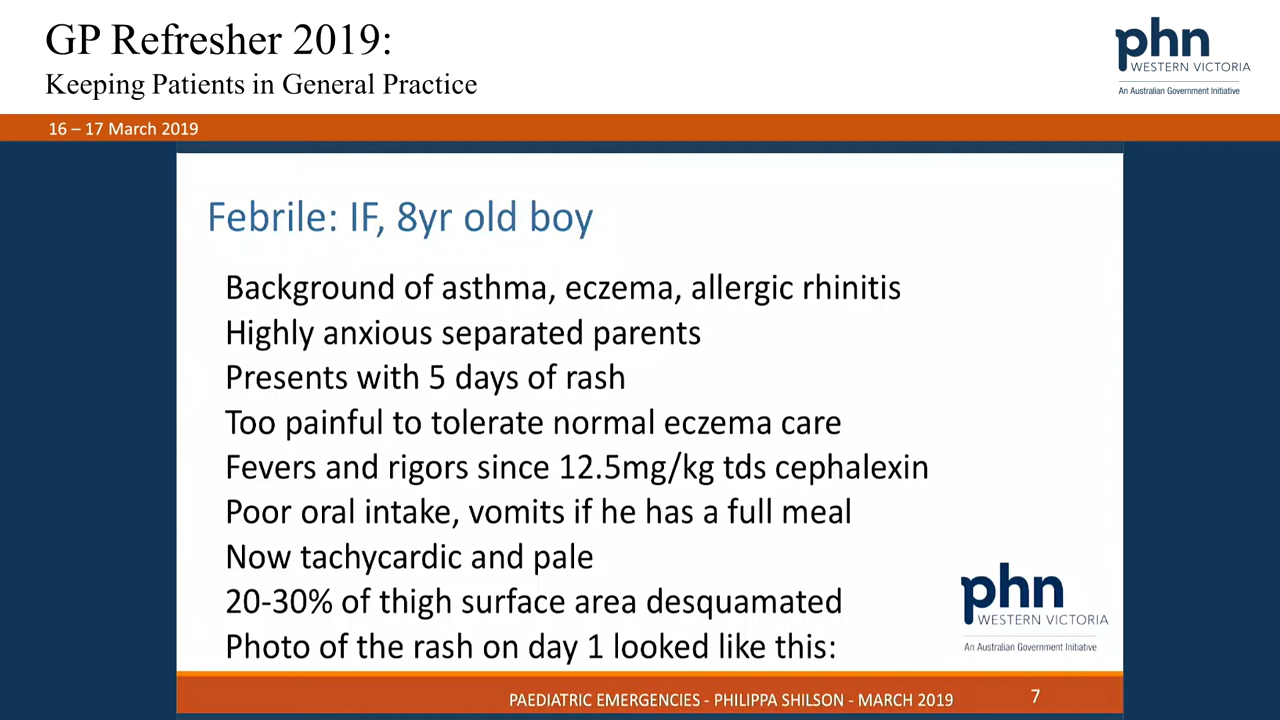 GP Refresher 2019:
Keeping Patients in General Practice
phn
WESTERN VICTORIA
An Australian Government Initiative
16 – 17 March 2019
Febrile: IF, 8yr old boy
Background of asthma, eczema, allergic rhinitis
Highly anxious separated parents
Presents with 5 days of rash
Too painful to tolerate normal eczema care
Fevers and rigors since 12.5mg/kg tds cephalexin
Poor oral intake, vomits if he has a full meal
Now tachycardic and pale
20-30% of thigh surface area desquamated
Photo of the rash on day 1 looked like this:
phn
WESTERN VICTORIA
An Australian Government Initiative
PAEDIATRIC EMERGENCIES - PHILIPPA SHILSON - MARCH 2019
7